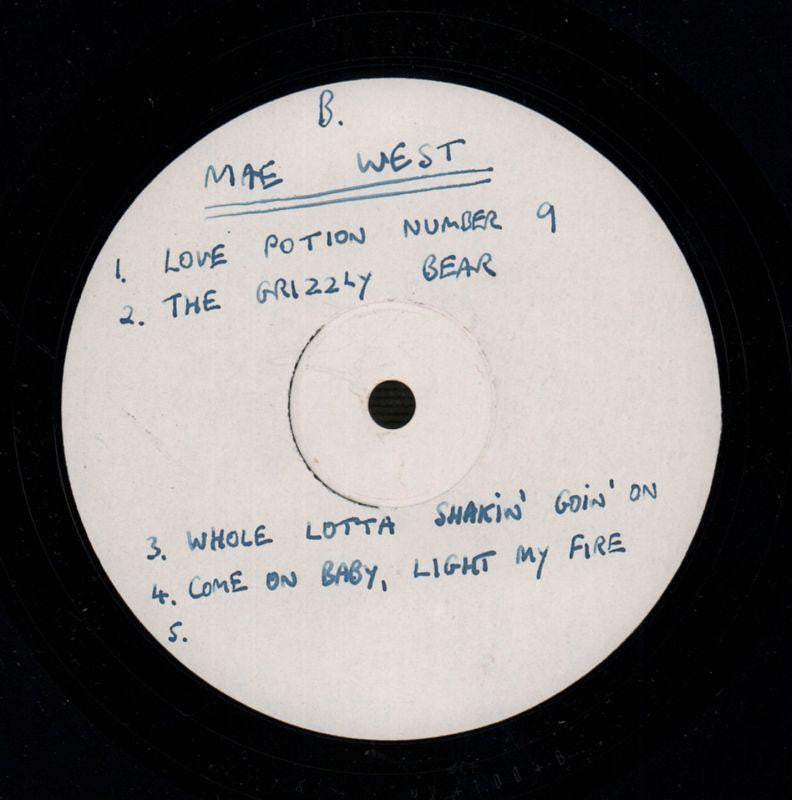 B.
MAE WEST
1. LOVE POTION NUMBER 9
2. THE GRIZZLY BEAR
3. WHOLE LOTTA SHAKIN' GOIN' ON
4. COME ON BABY, LIGHT MY FIRE
5.